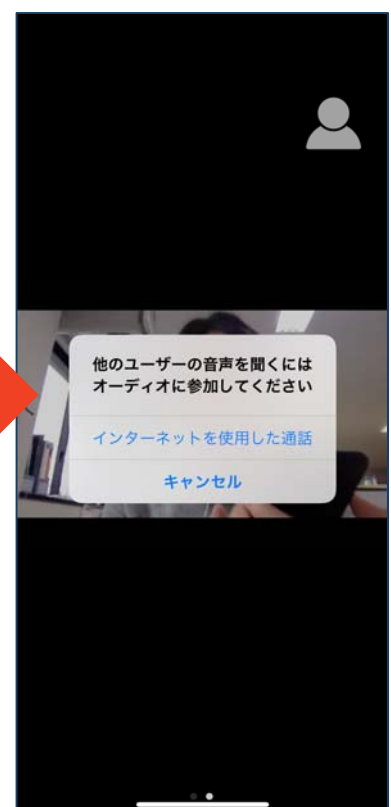 他のユーザーの音声を聞くには
オーディオに参加してください
インターネットを使用した通話
キャンセル